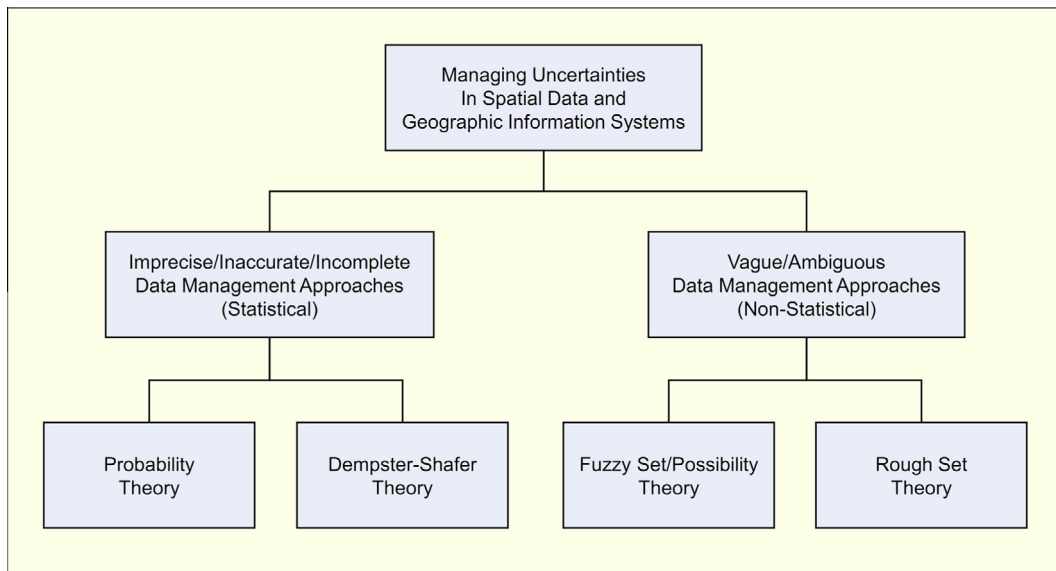 Managing Uncertainties
In Spatial Data and
Geographic Information Systems
Imprecise/Inaccurate/Incomplete
Data Management Approaches
(Statistical)
Vague/Ambiguous
Data Management Approaches
(Non-Statistical)
Probability
Theory
Dempster-Shafer
Theory
Fuzzy Set/Possibility
Theory
Rough Set
Theory